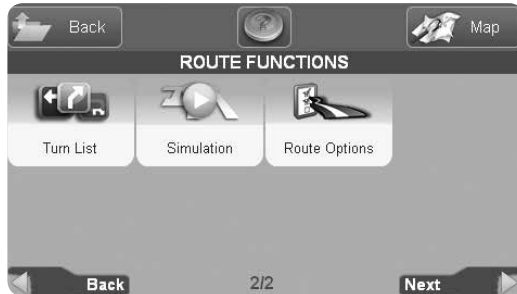 Back Map
ROUTE FUNCTIONS
Turn List Simulation Route Options
Back 2/2 Next